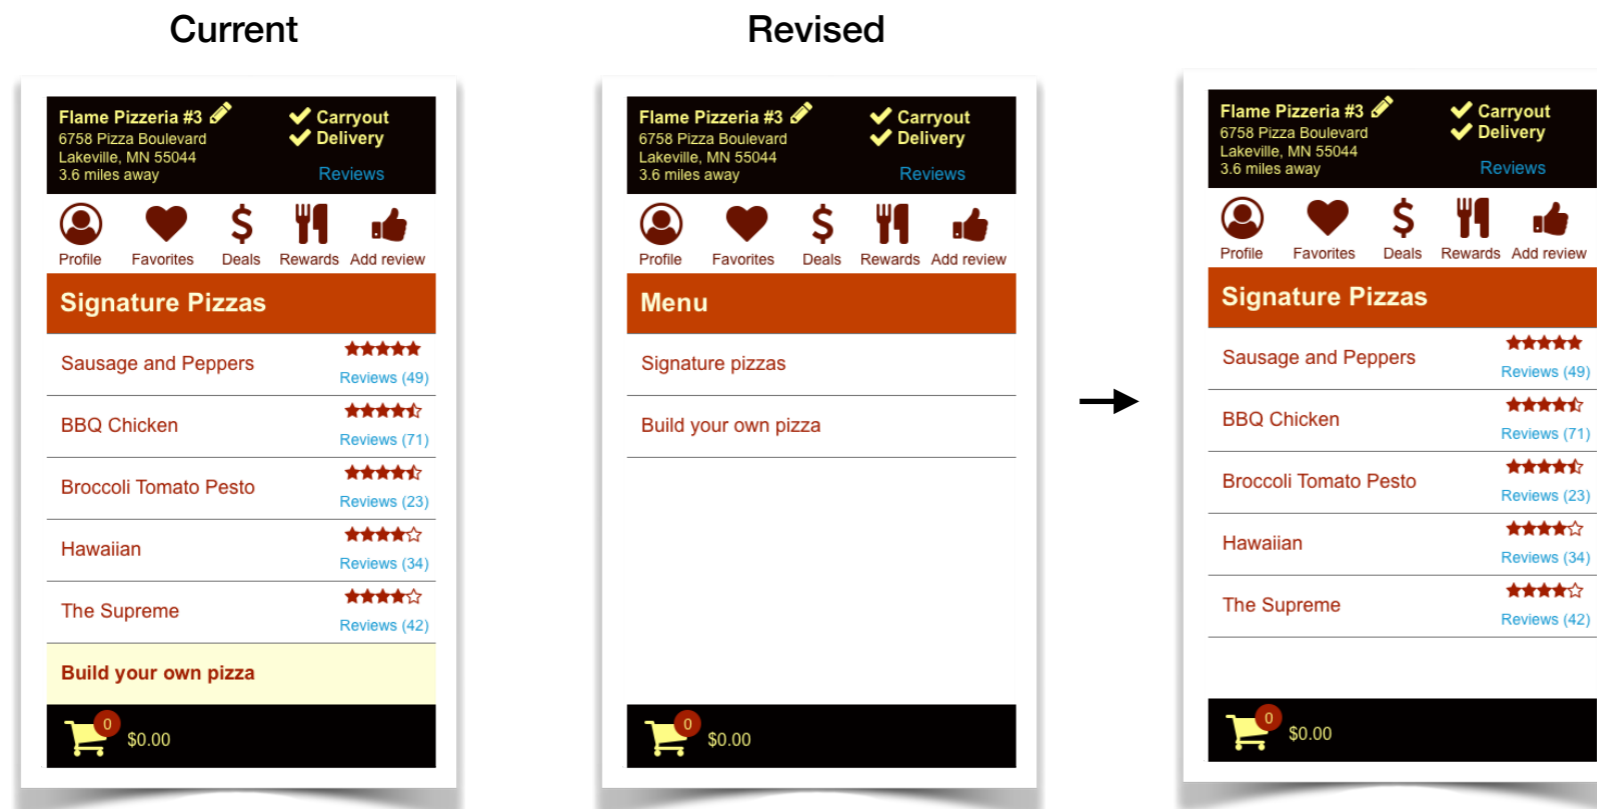 Current
Flame Pizzeria #3
6758 Pizza Boulevard
Lakeville, MN 55044
3.6 miles away
Carryout
Delivery
Reviews
Profile Favorites Deals Rewards Add review
Signature Pizzas
Sausage and Peppers
Reviews (49)
BBQ Chicken
Reviews (71)
Broccoli Tomato Pesto
Reviews (23)
Hawaiian
Reviews (34)
The Supreme
Reviews (42)
Build your own pizza
0
$0.00
Revised
Flame Pizzeria #3
6758 Pizza Boulevard
Lakeville, MN 55044
3.6 miles away
Carryout
Delivery
Reviews
Profile Favorites Deals Rewards Add review
Menu
Signature pizzas
Build your own pizza
0
$0.00
Flame Pizzeria #3
6758 Pizza Boulevard
Lakeville, MN 55044
3.6 miles away
Carryout
Delivery
Reviews
Profile Favorites Deals Rewards Add review
Signature Pizzas
Sausage and Peppers
Reviews (49)
BBQ Chicken
Reviews (71)
Broccoli Tomato Pesto
Reviews (23)
Hawaiian
Reviews (34)
The Supreme
Reviews (42)
0
$0.00